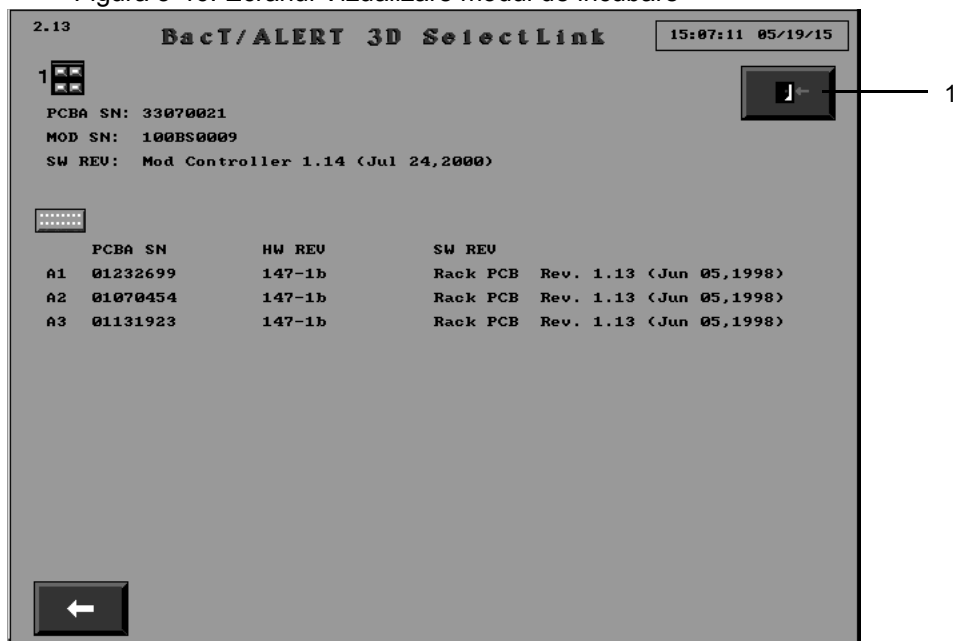 Figura Ecranul Vizualizare Modul de
2.13 BacT/ALERT 3D SelectLink 15:07:11 05/19/15
1
1
PCBA SN: 33070021
MOD SN: 100BS0009
SW REV: Mod Controller 1.14 (Jul 24,2000)
PCBA SN HW REV SW REV
A1 01232699 147-1b Rack PCB Rev. 1.13 (Jun 05,1998)
A2 01070454 147-1b Rack PCB Rev. 1.13 (Jun 05,1998)
A3 01131923 147-1b Rack PCB Rev. 1.13 (Jun 05,1998)